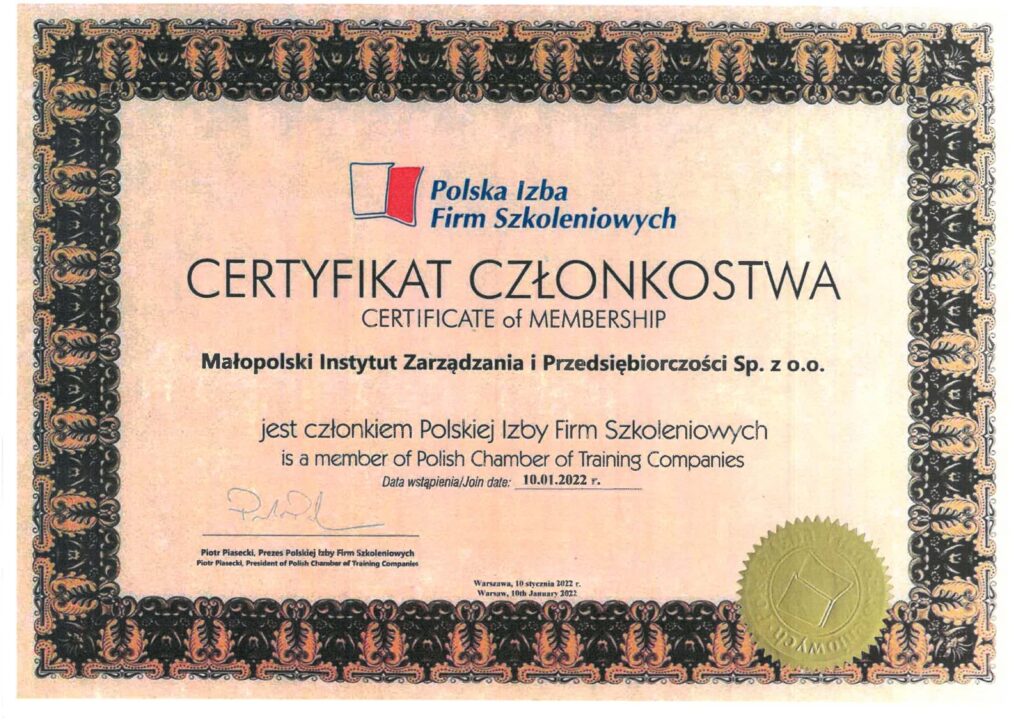 Polska Izba
Firm Szkoleniowych
CERTYFIKAT CZŁONKOSTWA
CERTIFICATE of MEMBERSHIP
Małopolski Instytut Zarządzania i Przedsiębiorczości Sp. z o.o.
jest członkiem Polskiej Izby Firm Szkoleniowych
is a member of Polish Chamber of Training Companies
Data wstąpienia/Join date: 10.01.2022 r.
Piotr Piasecki, Prezes Polskiej Izby Firm Szkoleniowych
Piotr Piasecki, President of Polish Chamber of Training Companies
Warszawa, 10 stycznia 2022 r.
Warsaw, 10th January 2022